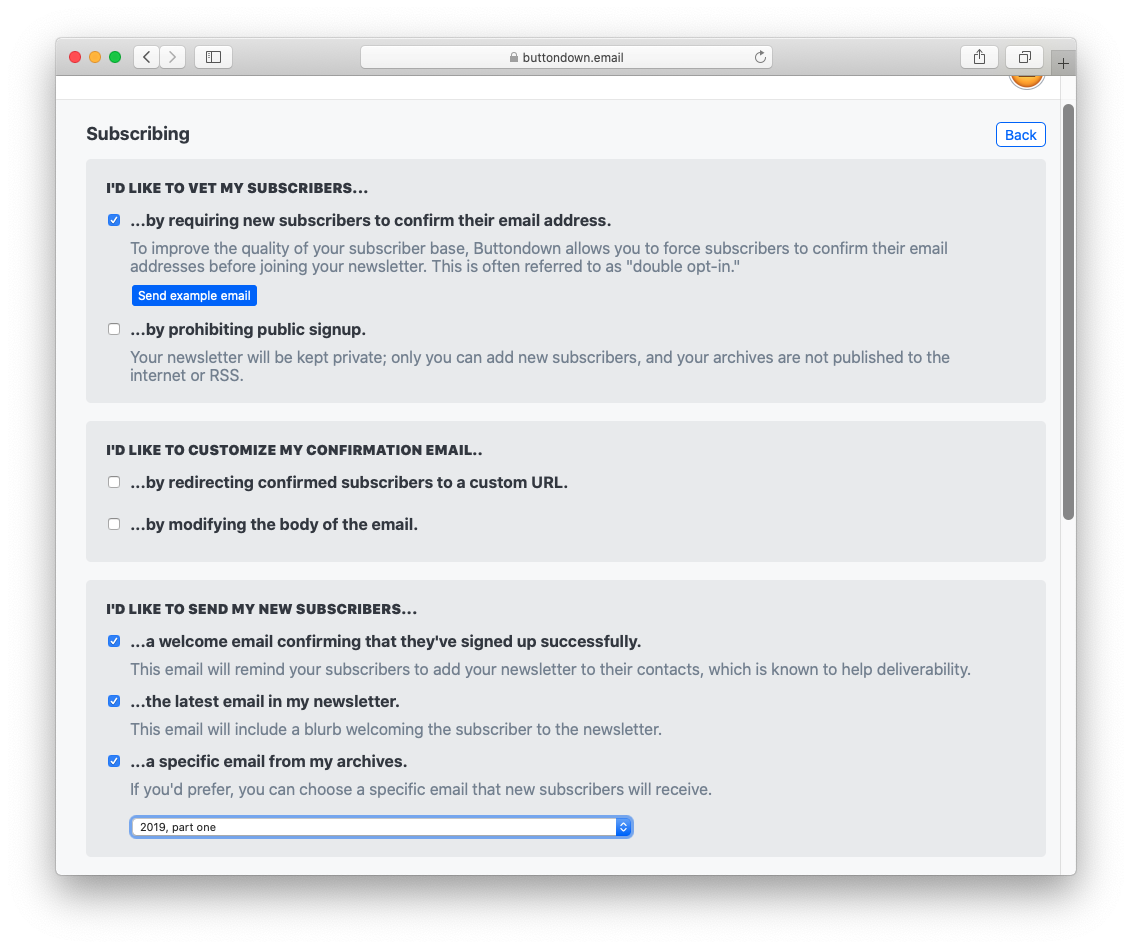 buttondown.email
Subscribing
Back
I'D LIKE TO VET MY SUBSCRIBERS...
...by requiring new subscribers to confirm their email address.
To improve the quality of your subscriber base, Buttondown allows you to force subscribers to confirm their email
addresses before joining your newsletter. This is often referred to as "double opt-in."
Send example email
...by prohibiting public signup.
Your newsletter will be kept private; only you can add new subscribers, and your archives are not published to the
internet or RSS.
I'D LIKE TO CUSTOMIZE MY CONFIRMATION EMAIL..
...by redirecting confirmed subscribers to a custom URL.
...by modifying the body of the email.
I'D LIKE TO SEND MY NEW SUBSCRIBERS...
...a welcome email confirming that they've signed up successfully.
This email will remind your subscribers to add your newsletter to their contacts, which is known to help deliverability.
...the latest email in my newsletter.
This email will include a blurb welcoming the subscriber to the newsletter.
...a specific email from my archives.
If you'd prefer, you can choose a specific email that new subscribers will receive.
2019, part one